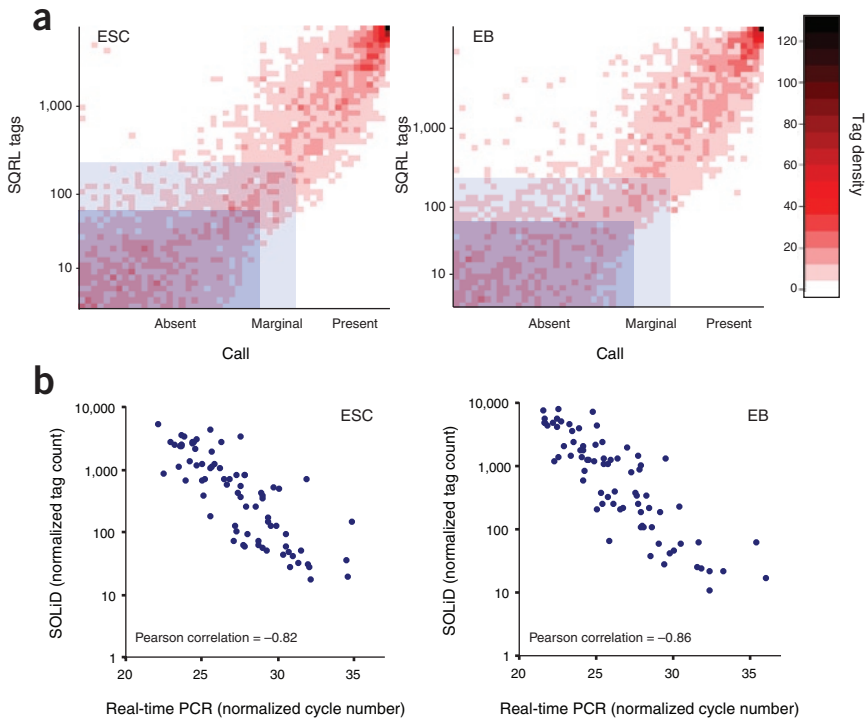 a
ESC
SQRL tags
1,000
100
10
Absent Marginal Present
Call
EB
SQRL tags
1,000
100
10
Absent Marginal Present
Call
120
100
80
60
40
20
0
Tag density
b
ESC
SOLiD (normalized tag count)
10,000
1,000
100
10
1
Pearson correlation = –0.82
20 25 30 35
Real-time PCR (normalized cycle number)
EB
SOLiD (normalized tag count)
10,000
1,000
100
10
1
Pearson correlation = –0.86
20 25 30 35
Real-time PCR (normalized cycle number)